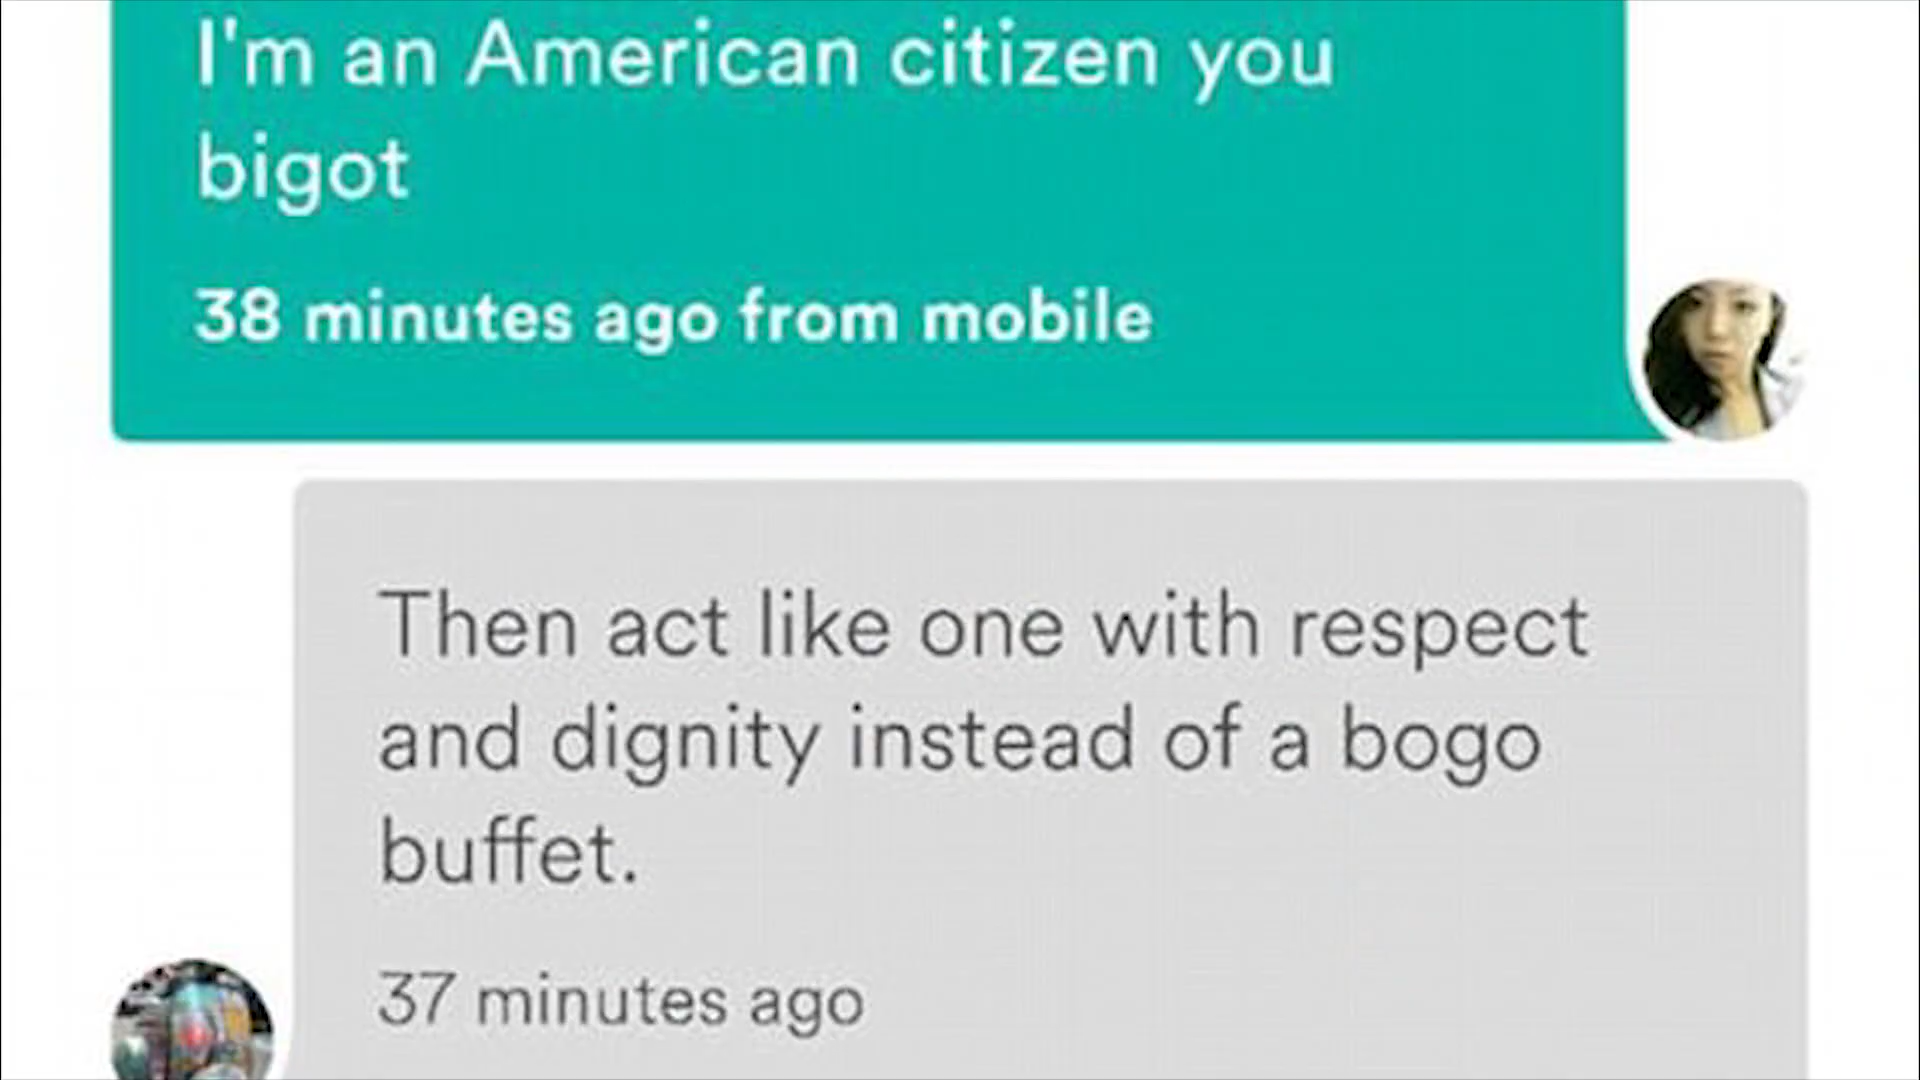 I'm an American citizen you
bigot
38 minutes ago from mobile
Then act like one with respect
and dignity instead of a bogo
buffet.
37 minutes ago